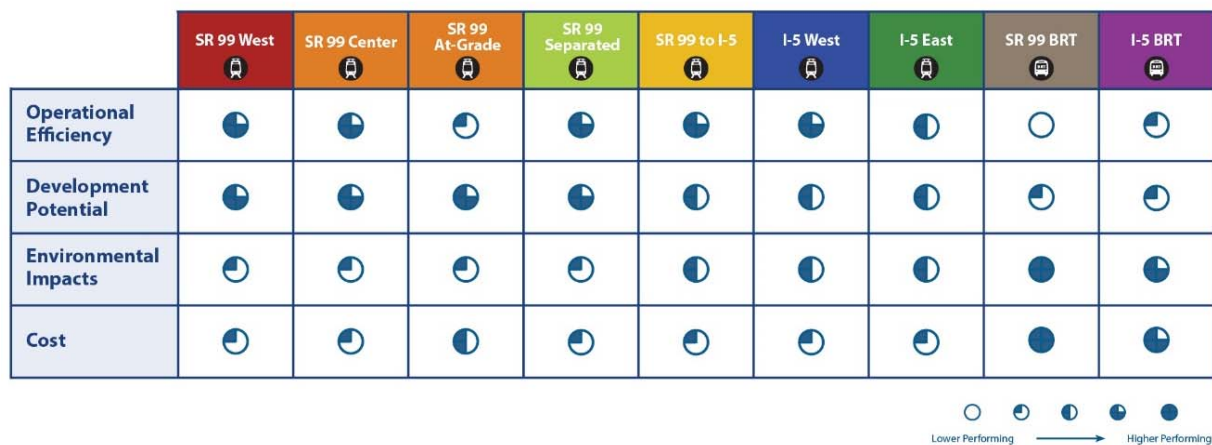 SR 99 West
SR 99 Center
SR 99
At-Grade
SR 99
Separated
SR 99 to I-5
I-5 West
I-5 East
SR 99 BRT
I-5 BRT
Operational
Efficiency
Development
Potential
Environmental
Impacts
Cost
Lower Performing
Higher Performing